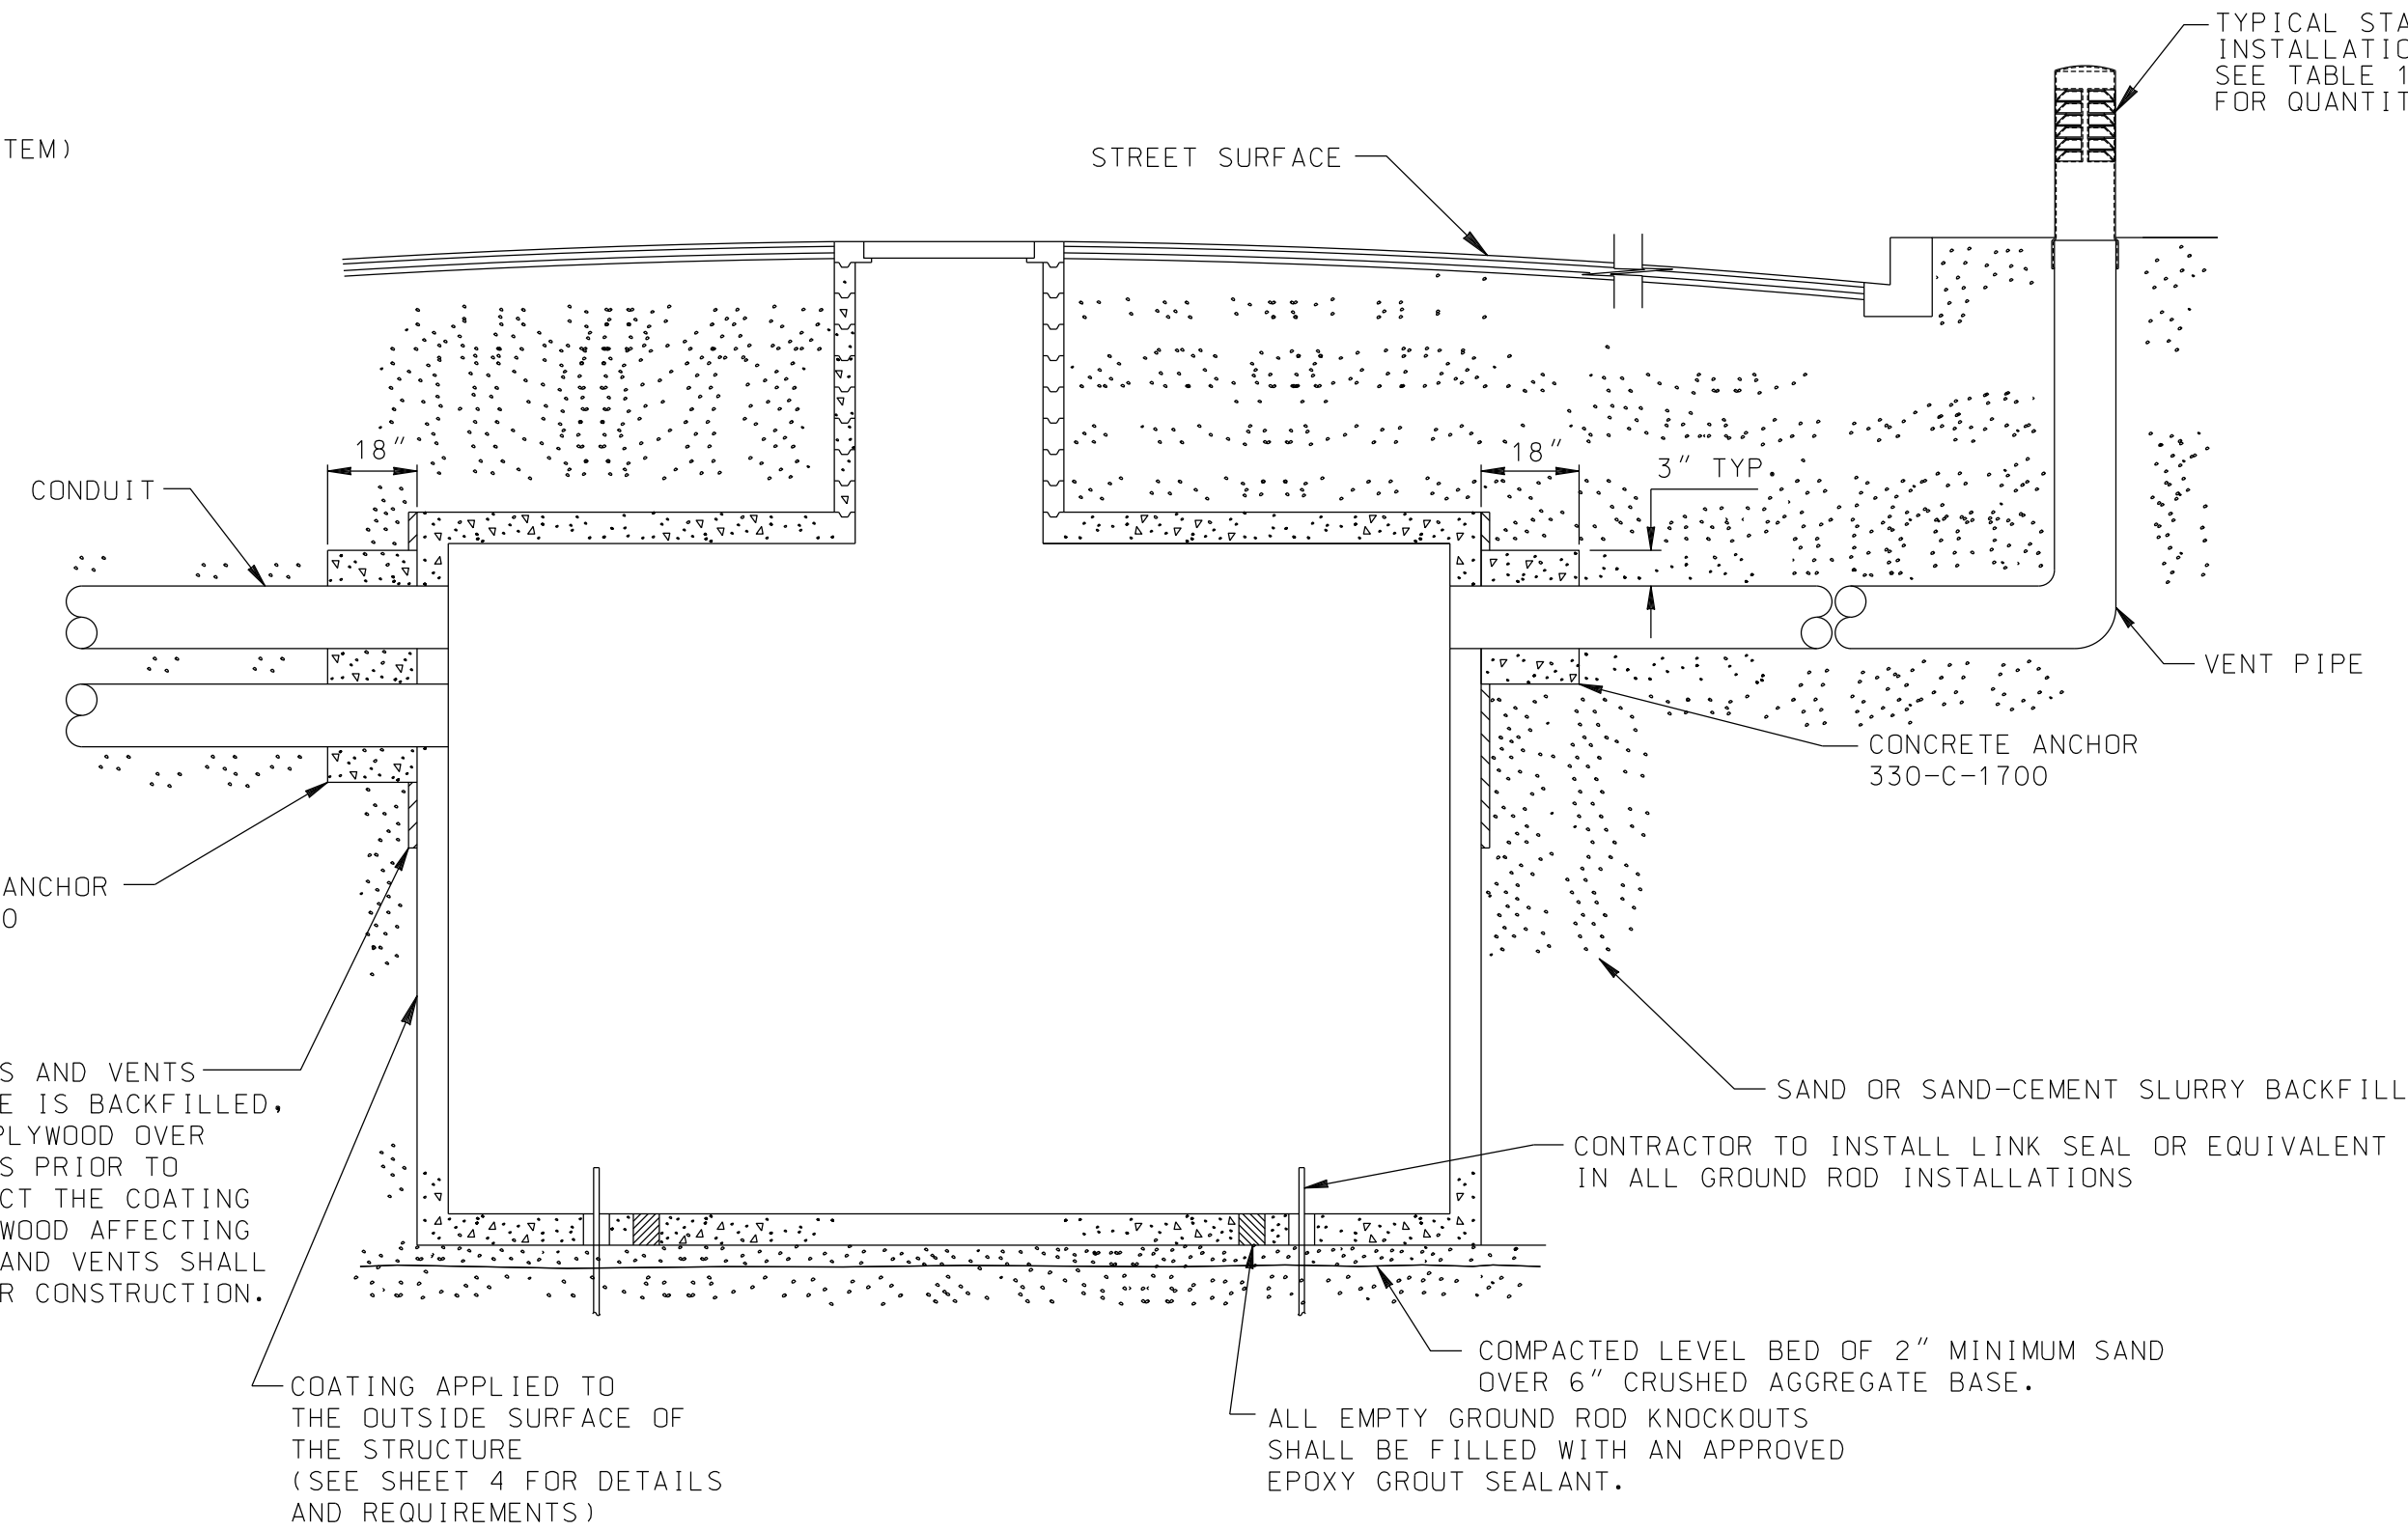 TYPICAL
INSTALLATIO
SEE TABLE 1
FOR QUANTIT
TEM)
STREET SURFACE
18"
CONDUIT
18"
3" TYP.
VENT PIPE
CONCRETE ANCHOR
330-C-1700
ANCHOR
0
S AND VENTS
E IS BACKFILLED,
PLYWOOD OVER
S PRIOR TO
CT THE COATING
WOOD AFFECTING
AND VENTS SHALL
R CONSTRUCTION.
SAND OR SAND-CEMENT SLURRY BACKFILL
CONTRACTOR TO INSTALL LINK SEAL OR EQUIVALENT
IN ALL GROUND ROD INSTALLATIONS
COMPACTED LEVEL BED OF 2" MINIMUM SAND
OVER 6" CRUSHED AGGREGATE BASE.
ALL EMPTY GROUND ROD KNOCKOUTS
SHALL BE FILLED WITH AN APPROVED
EPOXY GROUT SEALANT.
COATING APPLIED TO
THE OUTSIDE SURFACE OF
THE STRUCTURE
(SEE SHEET 4 FOR DETAILS
AND REQUIREMENTS)